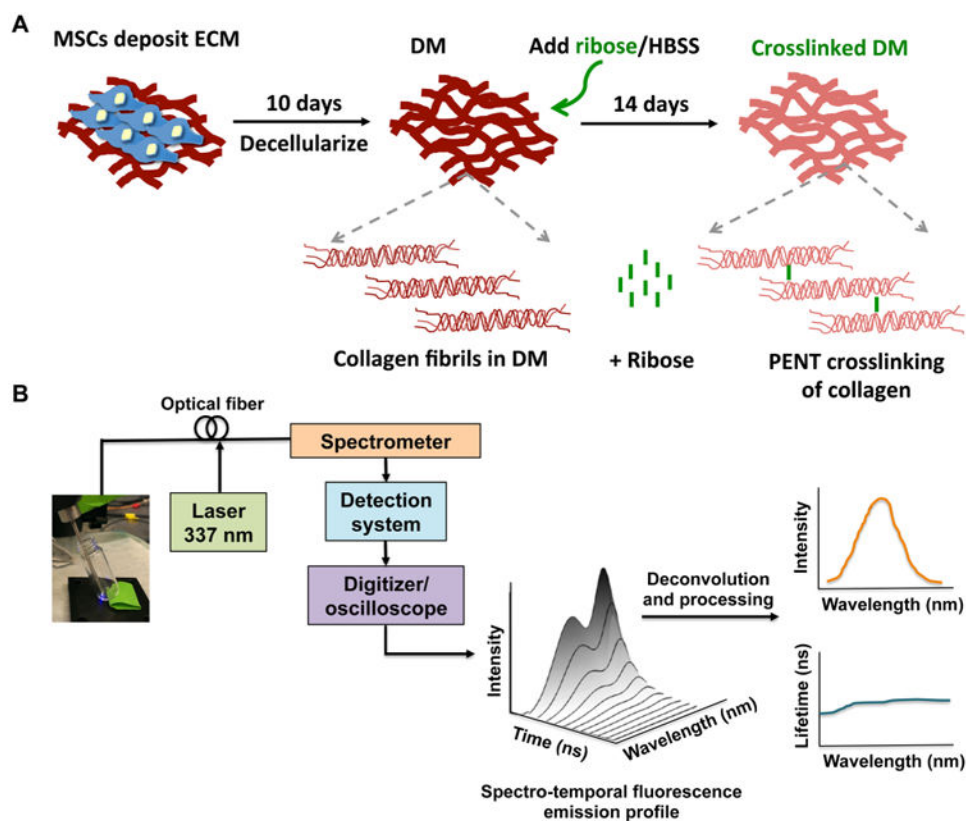 A
MSCs deposit ECM
10 days
Decellularize
DM
Add ribose/HBSS
14 days
Crosslinked DM
Collagen fibrils in DM
+ Ribose
PENT crosslinking
of collagen
B
Optical fiber
Laser
337 nm
Spectrometer
Detection
system
Digitizer/
oscilloscope
Intensity
Time (ns)
Wavelength (nm)
Spectro-temporal fluorescence
emission profile
Deconvolution
and processing
Intensity
Wavelength (nm)
Lifetime (ns)
Wavelength (nm)